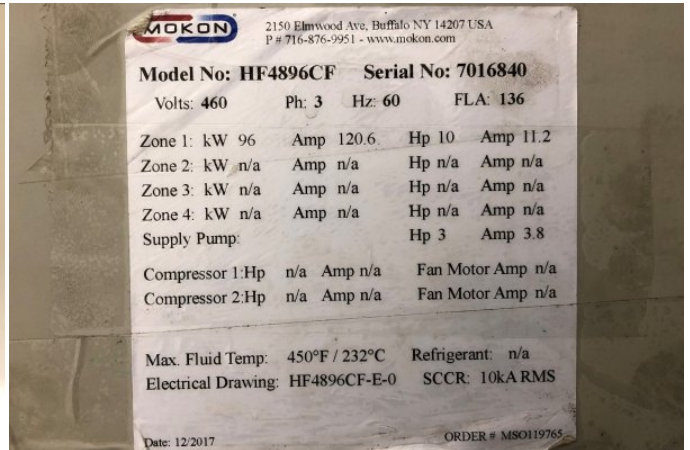 MOKON
2150 Elmwood Ave, Buffalo NY 14207 USA
P # 716-876-9951 - www.mokon.com
Model No: HF4896CF Serial No: 7016840
Volts: 460 Ph: 3 Hz: 60 FLA: 136
Zone 1: kW 96 Amp 120.6 Hp 10 Amp 11.2
Zone 2: kW n/a Amp n/a Hp n/a Amp n/a
Zone 3: kW n/a Amp n/a Hp n/a Amp n/a
Zone 4: kW n/a Amp n/a Hp n/a Amp n/a
Supply Pump: Hp 3 Amp 3.8
Compressor 1:Hp n/a Amp n/a Fan Motor Amp n/a
Compressor 2:Hp n/a Amp n/a Fan Motor Amp n/a
Max. Fluid Temp: 450°F / 232°C Refrigerant: n/a
Electrical Drawing: HF4896CF-E-0 SCCR: 10kA RMS
Date: 12/2017 ORDER # MSO119765